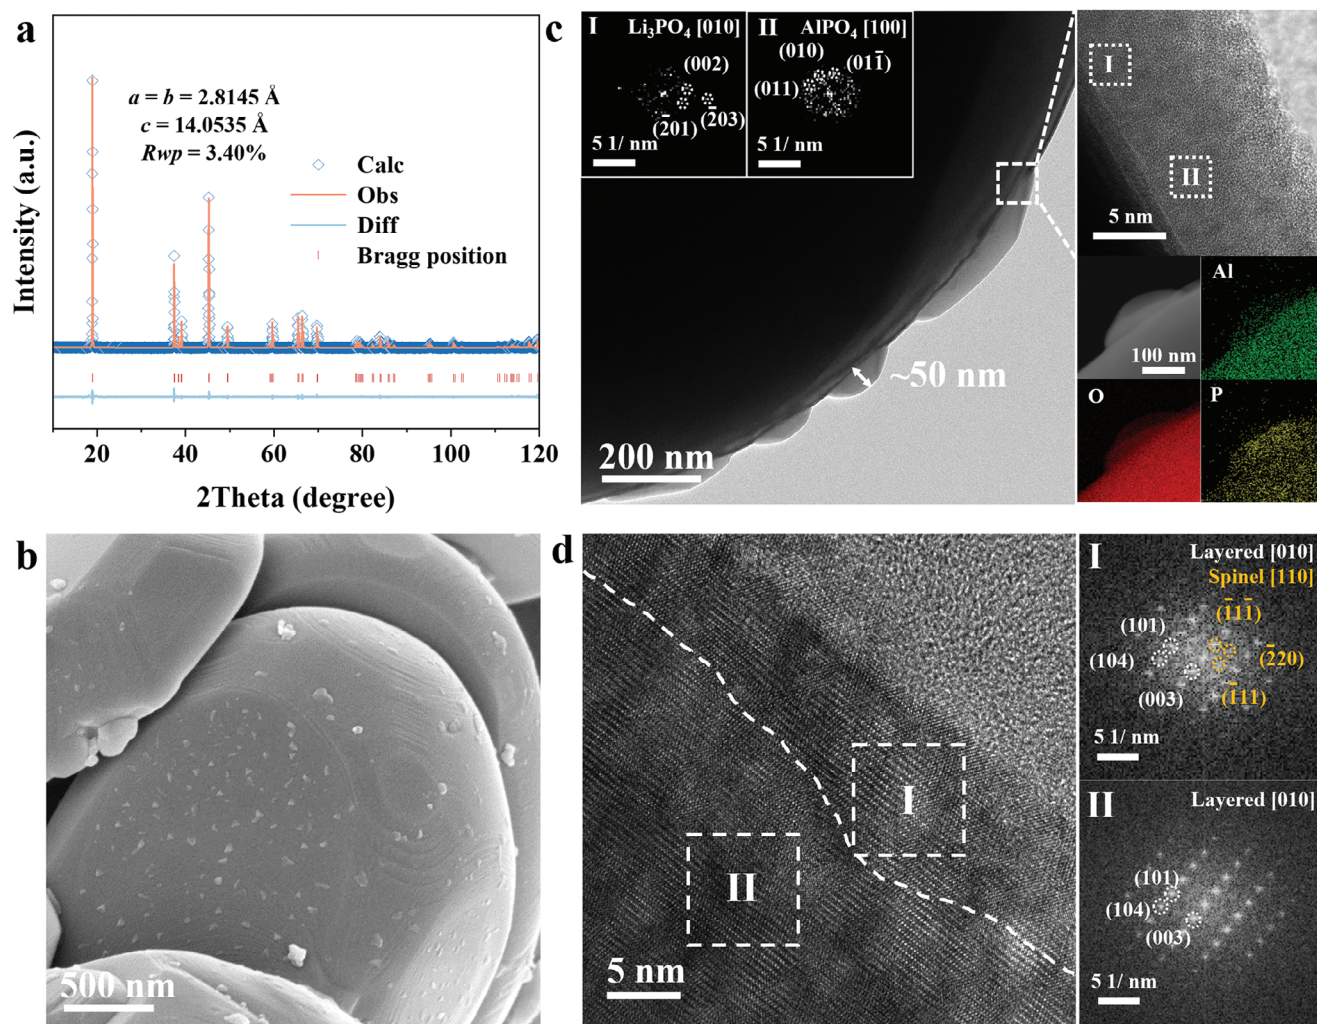 a
a = b = 2.8145 Å
c = 14.0535 Å
Rwp = 3.40%
Calc
Obs
Diff
Bragg position
Intensity (a.u.)
20 40 60 80 100 120
2Theta (degree)
b
500 nm
c
I Li₃PO₄ [010]
(002)
(2̄01) (2̄03)
5 1/ nm
II AlPO₄ [100]
(010) (011̄)
(011)
5 1/ nm
~50 nm
200 nm
I
II
5 nm
100 nm
Al
O
P
d
I
II
5 nm
I Layered [010]
Spinel [110]
(1̄11̄)
(101)
(104) (2̄20)
(003) (1̄11)
5 1/ nm
II Layered [010]
(101)
(104)
(003)
5 1/ nm